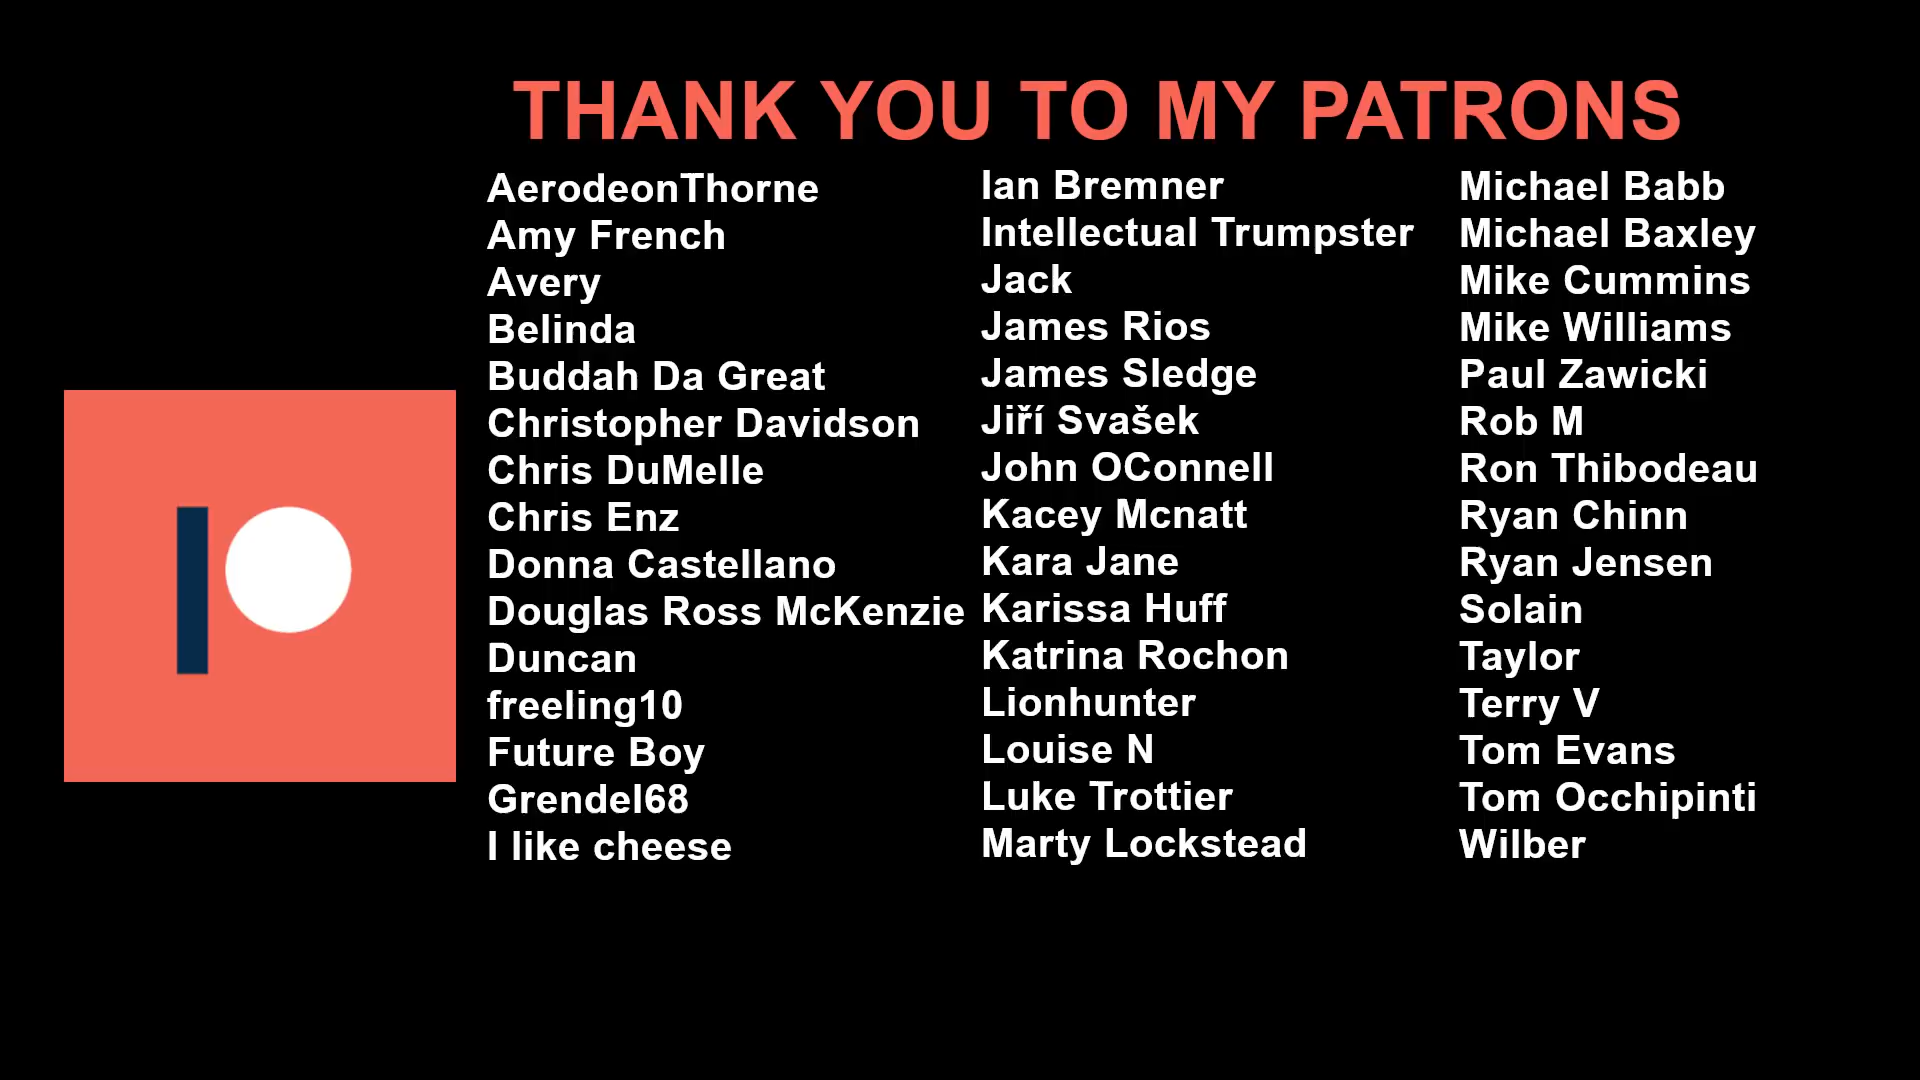 THANK YOU TO MY PATRONS
AerodeonThorne
Amy French
Avery
Belinda
Buddah Da Great
Christopher Davidson
Chris DuMelle
Chris Enz
Donna Castellano
Douglas Ross McKenzie
Duncan
freeling10
Future Boy
Grendel68
I like cheese
Ian Bremner
Intellectual Trumpster
Jack
James Rios
James Sledge
Jiří Svašek
John OConnell
Kacey Mcnatt
Kara Jane
Karissa Huff
Katrina Rochon
Lionhunter
Louise N
Luke Trottier
Marty Lockstead
Michael Babb
Michael Baxley
Mike Cummins
Mike Williams
Paul Zawicki
Rob M
Ron Thibodeau
Ryan Chinn
Ryan Jensen
Solain
Taylor
Terry V
Tom Evans
Tom Occhipinti
Wilber